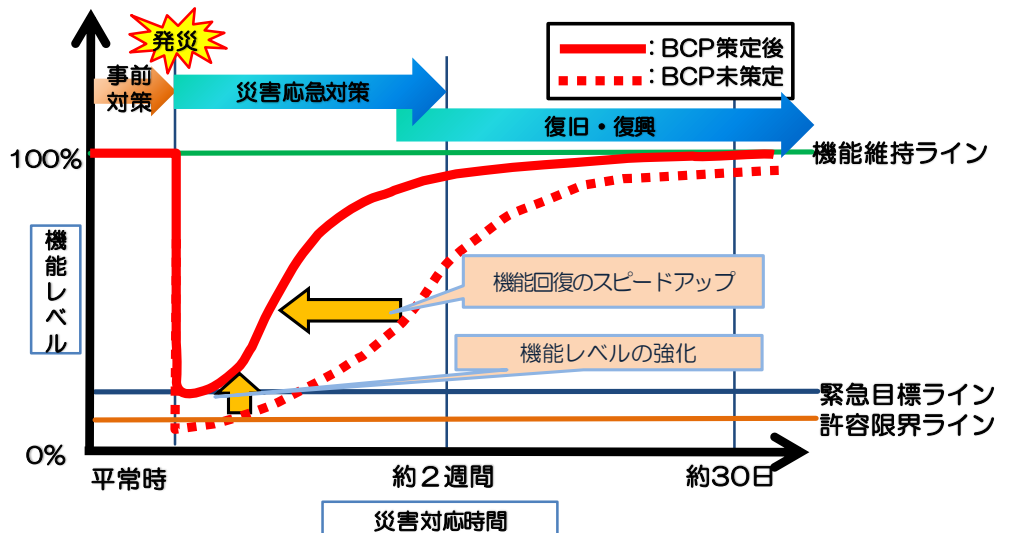 発災
：BCP策定後
：BCP未策定
事前
対策
災害応急対策
復旧・復興
100%
機能維持ライン
機能レベル
機能回復のスピードアップ
機能レベルの強化
緊急目標ライン
許容限界ライン
0%
平常時
約２週間
約30日
災害対応時間